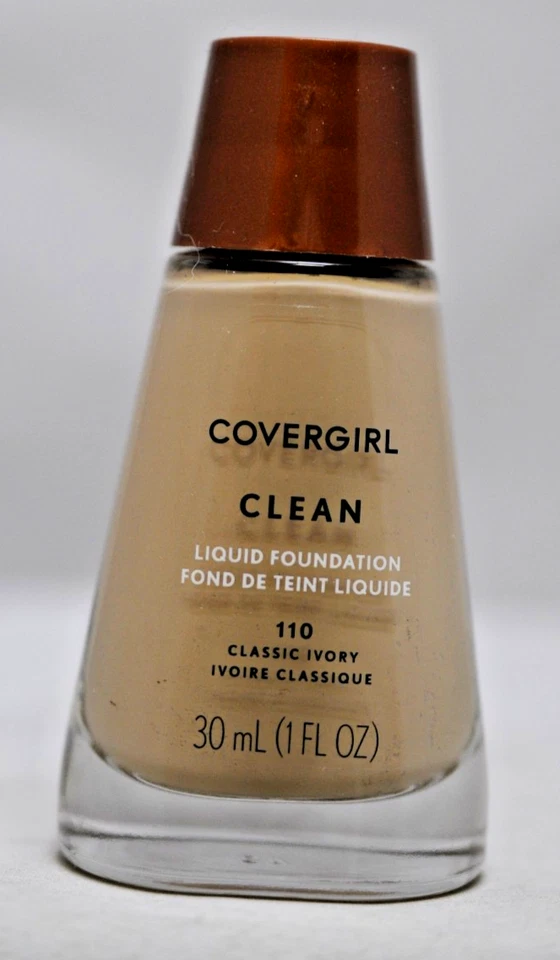 COVERGIRL
CLEAN
LIQUID FOUNDATION
FOND DE TEINT LIQUIDE
110
CLASSIC IVORY
IVOIRE CLASSIQUE
30 mL (1 FL OZ)